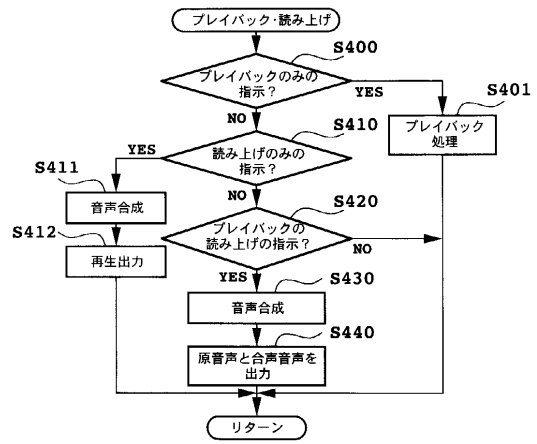 プレイバック・読み上げ
S400
プレイバックのみの
指示?
YES
S401
プレイバック
処理
NO
S410
読み上げのみの
指示?
YES
S411
音声合成
S412
再生出力
NO
S420
プレイバックの
読み上げの指示?
NO
YES
S430
音声合成
S440
原音声と合声音声を
出力
リターン